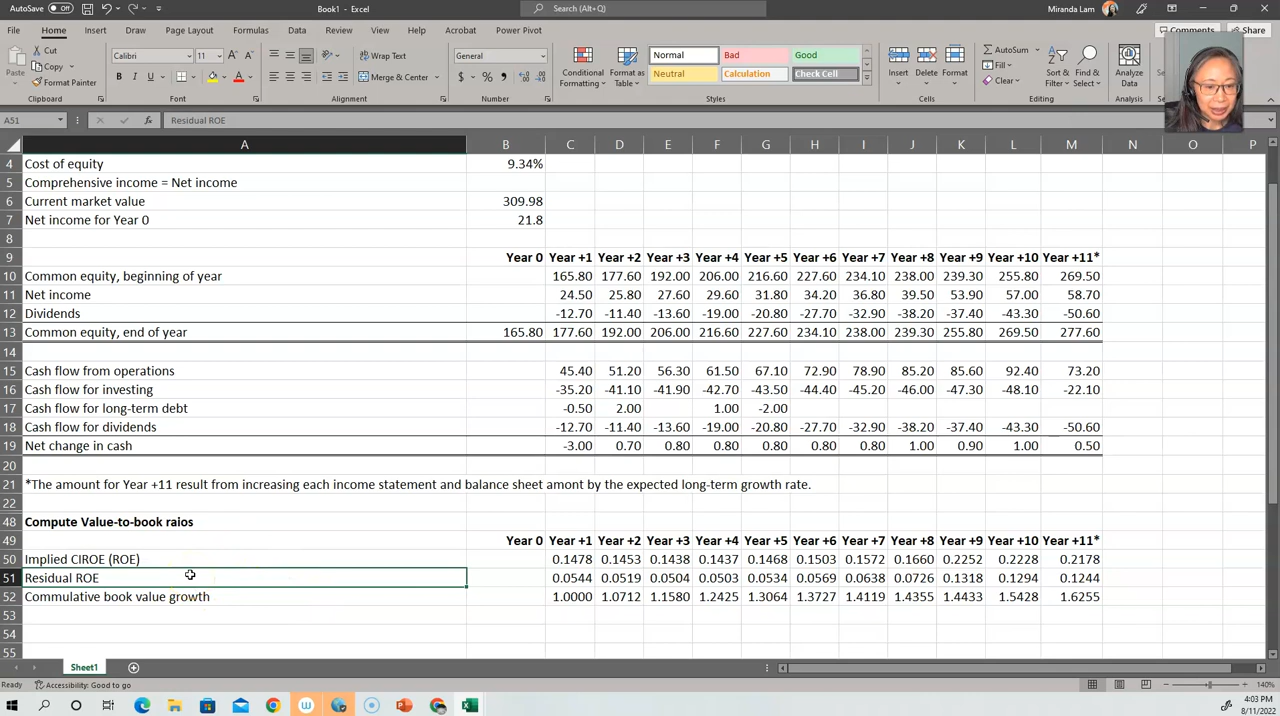 AutoSave Off Book1 - Excel Search (Alt+Q) Miranda Lam
File Home Insert Draw Page Layout Formulas Data Review View Help Acrobat Power Pivot Comments Share
Cut Calibri 11 Wrap Text General Normal Bad Good AutoSum
Paste Copy Conditional Formatting Format as Table Neutral Calculation Check Cell Insert Delete Format Fill Sort & Filter Find & Select Analyze Data
Format Painter B I U Merge & Center $ % Clear
Clipboard Font Alignment Number Styles Cells Editing Analysis
A51 fx Residual ROE
A B C D E F G H I J K L M N O P
4 Cost of equity 9.34%
5 Comprehensive income = Net income
6 Current market value 309.98
7 Net income for Year 0 21.8
8
9 Year 0 Year +1 Year +2 Year +3 Year +4 Year +5 Year +6 Year +7 Year +8 Year +9 Year +10 Year +11*
10 Common equity, beginning of year 165.80 177.60 192.00 206.00 216.60 227.60 234.10 238.00 239.30 255.80 269.50
11 Net income 24.50 25.80 27.60 29.60 31.80 34.20 36.80 39.50 53.90 57.00 58.70
12 Dividends -12.70 -11.40 -13.60 -19.00 -20.80 -27.70 -32.90 -38.20 -37.40 -43.30 -50.60
13 Common equity, end of year 165.80 177.60 192.00 206.00 216.60 227.60 234.10 238.00 239.30 255.80 269.50 277.60
14
15 Cash flow from operations 45.40 51.20 56.30 61.50 67.10 72.90 78.90 85.20 85.60 92.40 73.20
16 Cash flow for investing -35.20 -41.10 -41.90 -42.70 -43.50 -44.40 -45.20 -46.00 -47.30 -48.10 -22.10
17 Cash flow for long-term debt -0.50 2.00 1.00 -2.00
18 Cash flow for dividends -12.70 -11.40 -13.60 -19.00 -20.80 -27.70 -32.90 -38.20 -37.40 -43.30 -50.60
19 Net change in cash -3.00 0.70 0.80 0.80 0.80 0.80 0.80 1.00 0.90 1.00 0.50
20
21 *The amount for Year +11 result from increasing each income statement and balance sheet amont by the expected long-term growth rate.
22
48 Compute Value-to-book raios
49 Year 0 Year +1 Year +2 Year +3 Year +4 Year +5 Year +6 Year +7 Year +8 Year +9 Year +10 Year +11*
50 Implied CIROE (ROE) 0.1478 0.1453 0.1438 0.1437 0.1468 0.1503 0.1572 0.1660 0.2252 0.2228 0.2178
51 Residual ROE 0.0544 0.0519 0.0504 0.0503 0.0534 0.0569 0.0638 0.0726 0.1318 0.1294 0.1244
52 Commulative book value growth 1.0000 1.0712 1.1580 1.2425 1.3064 1.3727 1.4119 1.4355 1.4433 1.5428 1.6255
53
54
55
Sheet1
Ready Accessibility: Good to go 140%
4:03 PM
8/11/2022